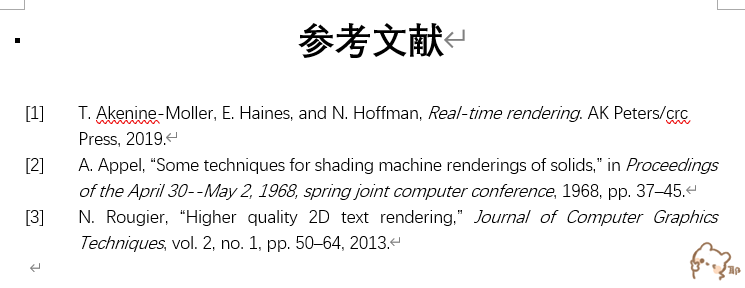 参考文献
[1] T. Akenine-Moller, E. Haines, and N. Hoffman, Real-time rendering. AK Peters/crc
Press, 2019.
[2] A. Appel, “Some techniques for shading machine renderings of solids,” in Proceedings
of the April 30--May 2, 1968, spring joint computer conference, 1968, pp. 37–45.
[3] N. Rougier, “Higher quality 2D text rendering,” Journal of Computer Graphics
Techniques, vol. 2, no. 1, pp. 50–64, 2013.